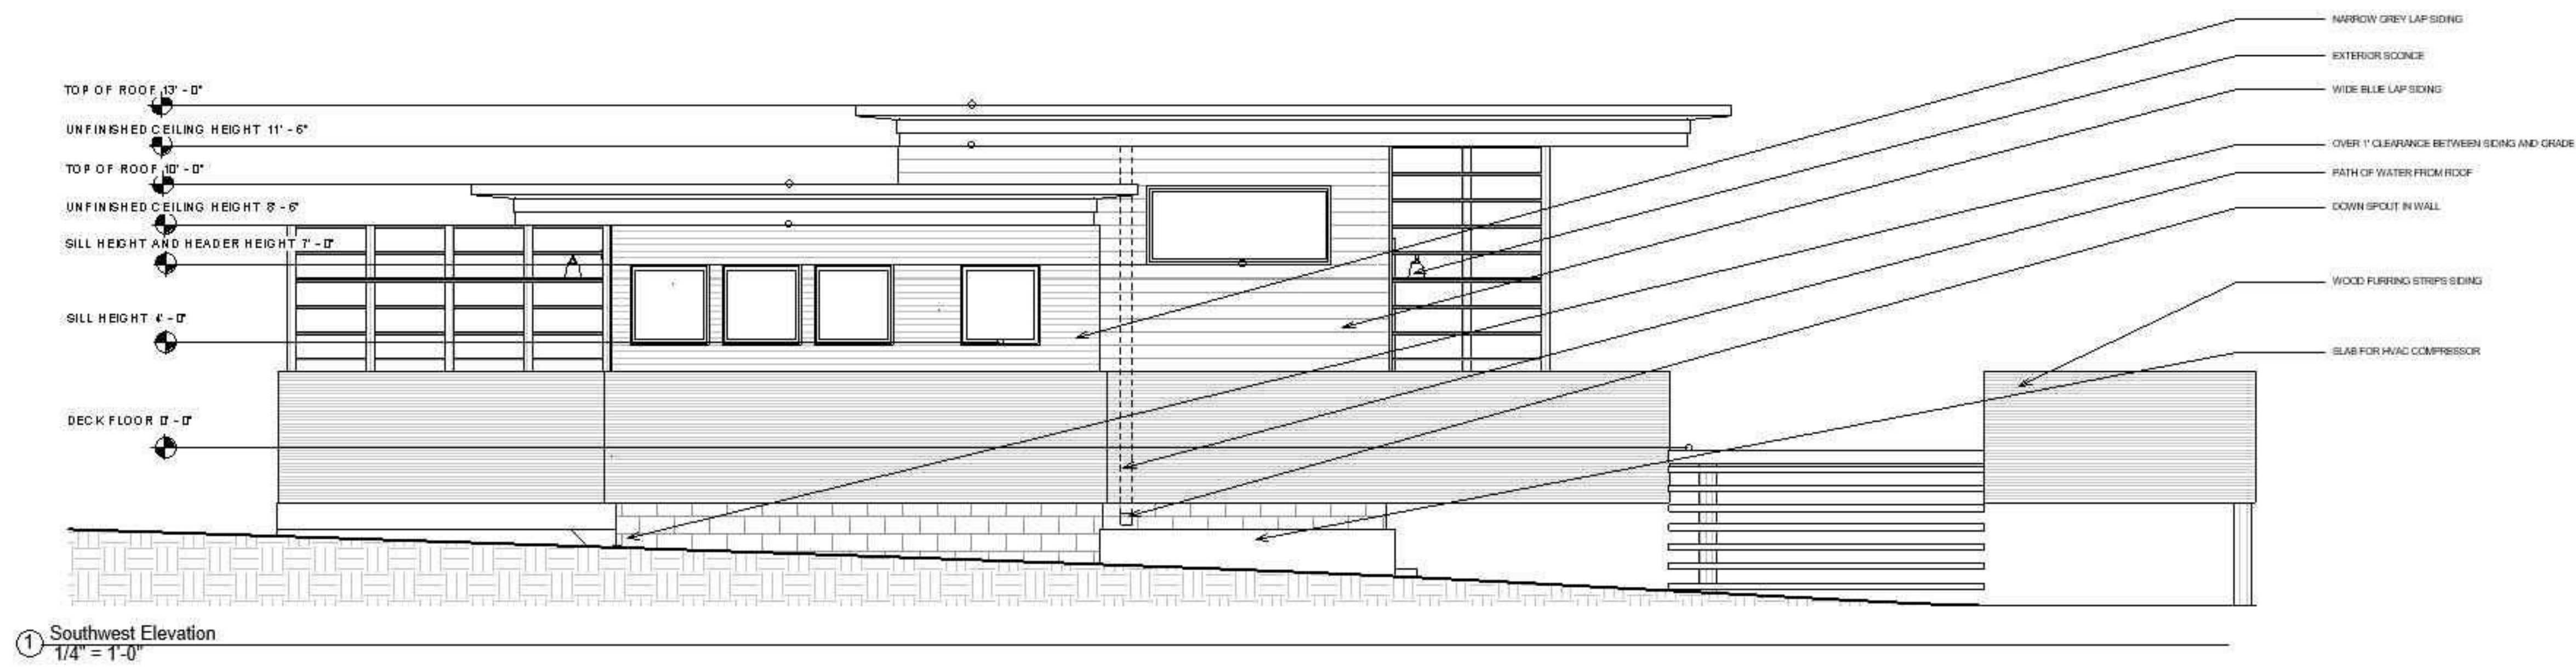 NARROW GREY LAP SIDING
EXTERIOR SCONCE
WIDE BLUE LAP SIDING
TOP OF ROOF 13' - 0"
UNFINISHED CEILING HEIGHT 11' - 6"
OVER 1' CLEARANCE BETWEEN SIDING AND GRADE
TOP OF ROOF 10' - 0"
PATH OF WATER FROM ROOF
UNFINISHED CEILING HEIGHT 8' - 6"
DOWN SPOUT IN WALL
SILL HEIGHT AND HEADER HEIGHT 7' - 0"
WOOD FURRING STRIPS SIDING
SILL HEIGHT 4' - 0"
SLAB FOR HVAC COMPRESSOR
DECK FLOOR 0' - 0"
1 Southwest Elevation
1/4" = 1'-0"